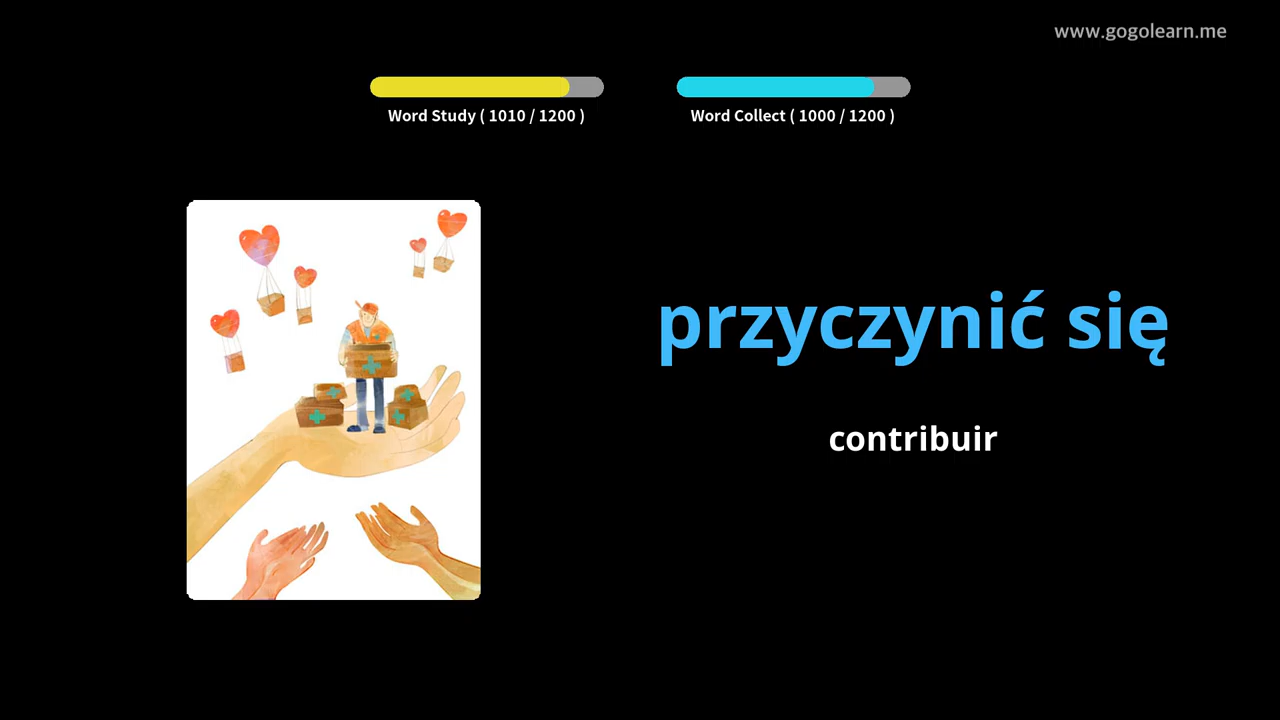 www.gogolearn.me
Word Study ( 1010 / 1200 )
Word Collect ( 1000 / 1200 )
przyczynić się
contribuir